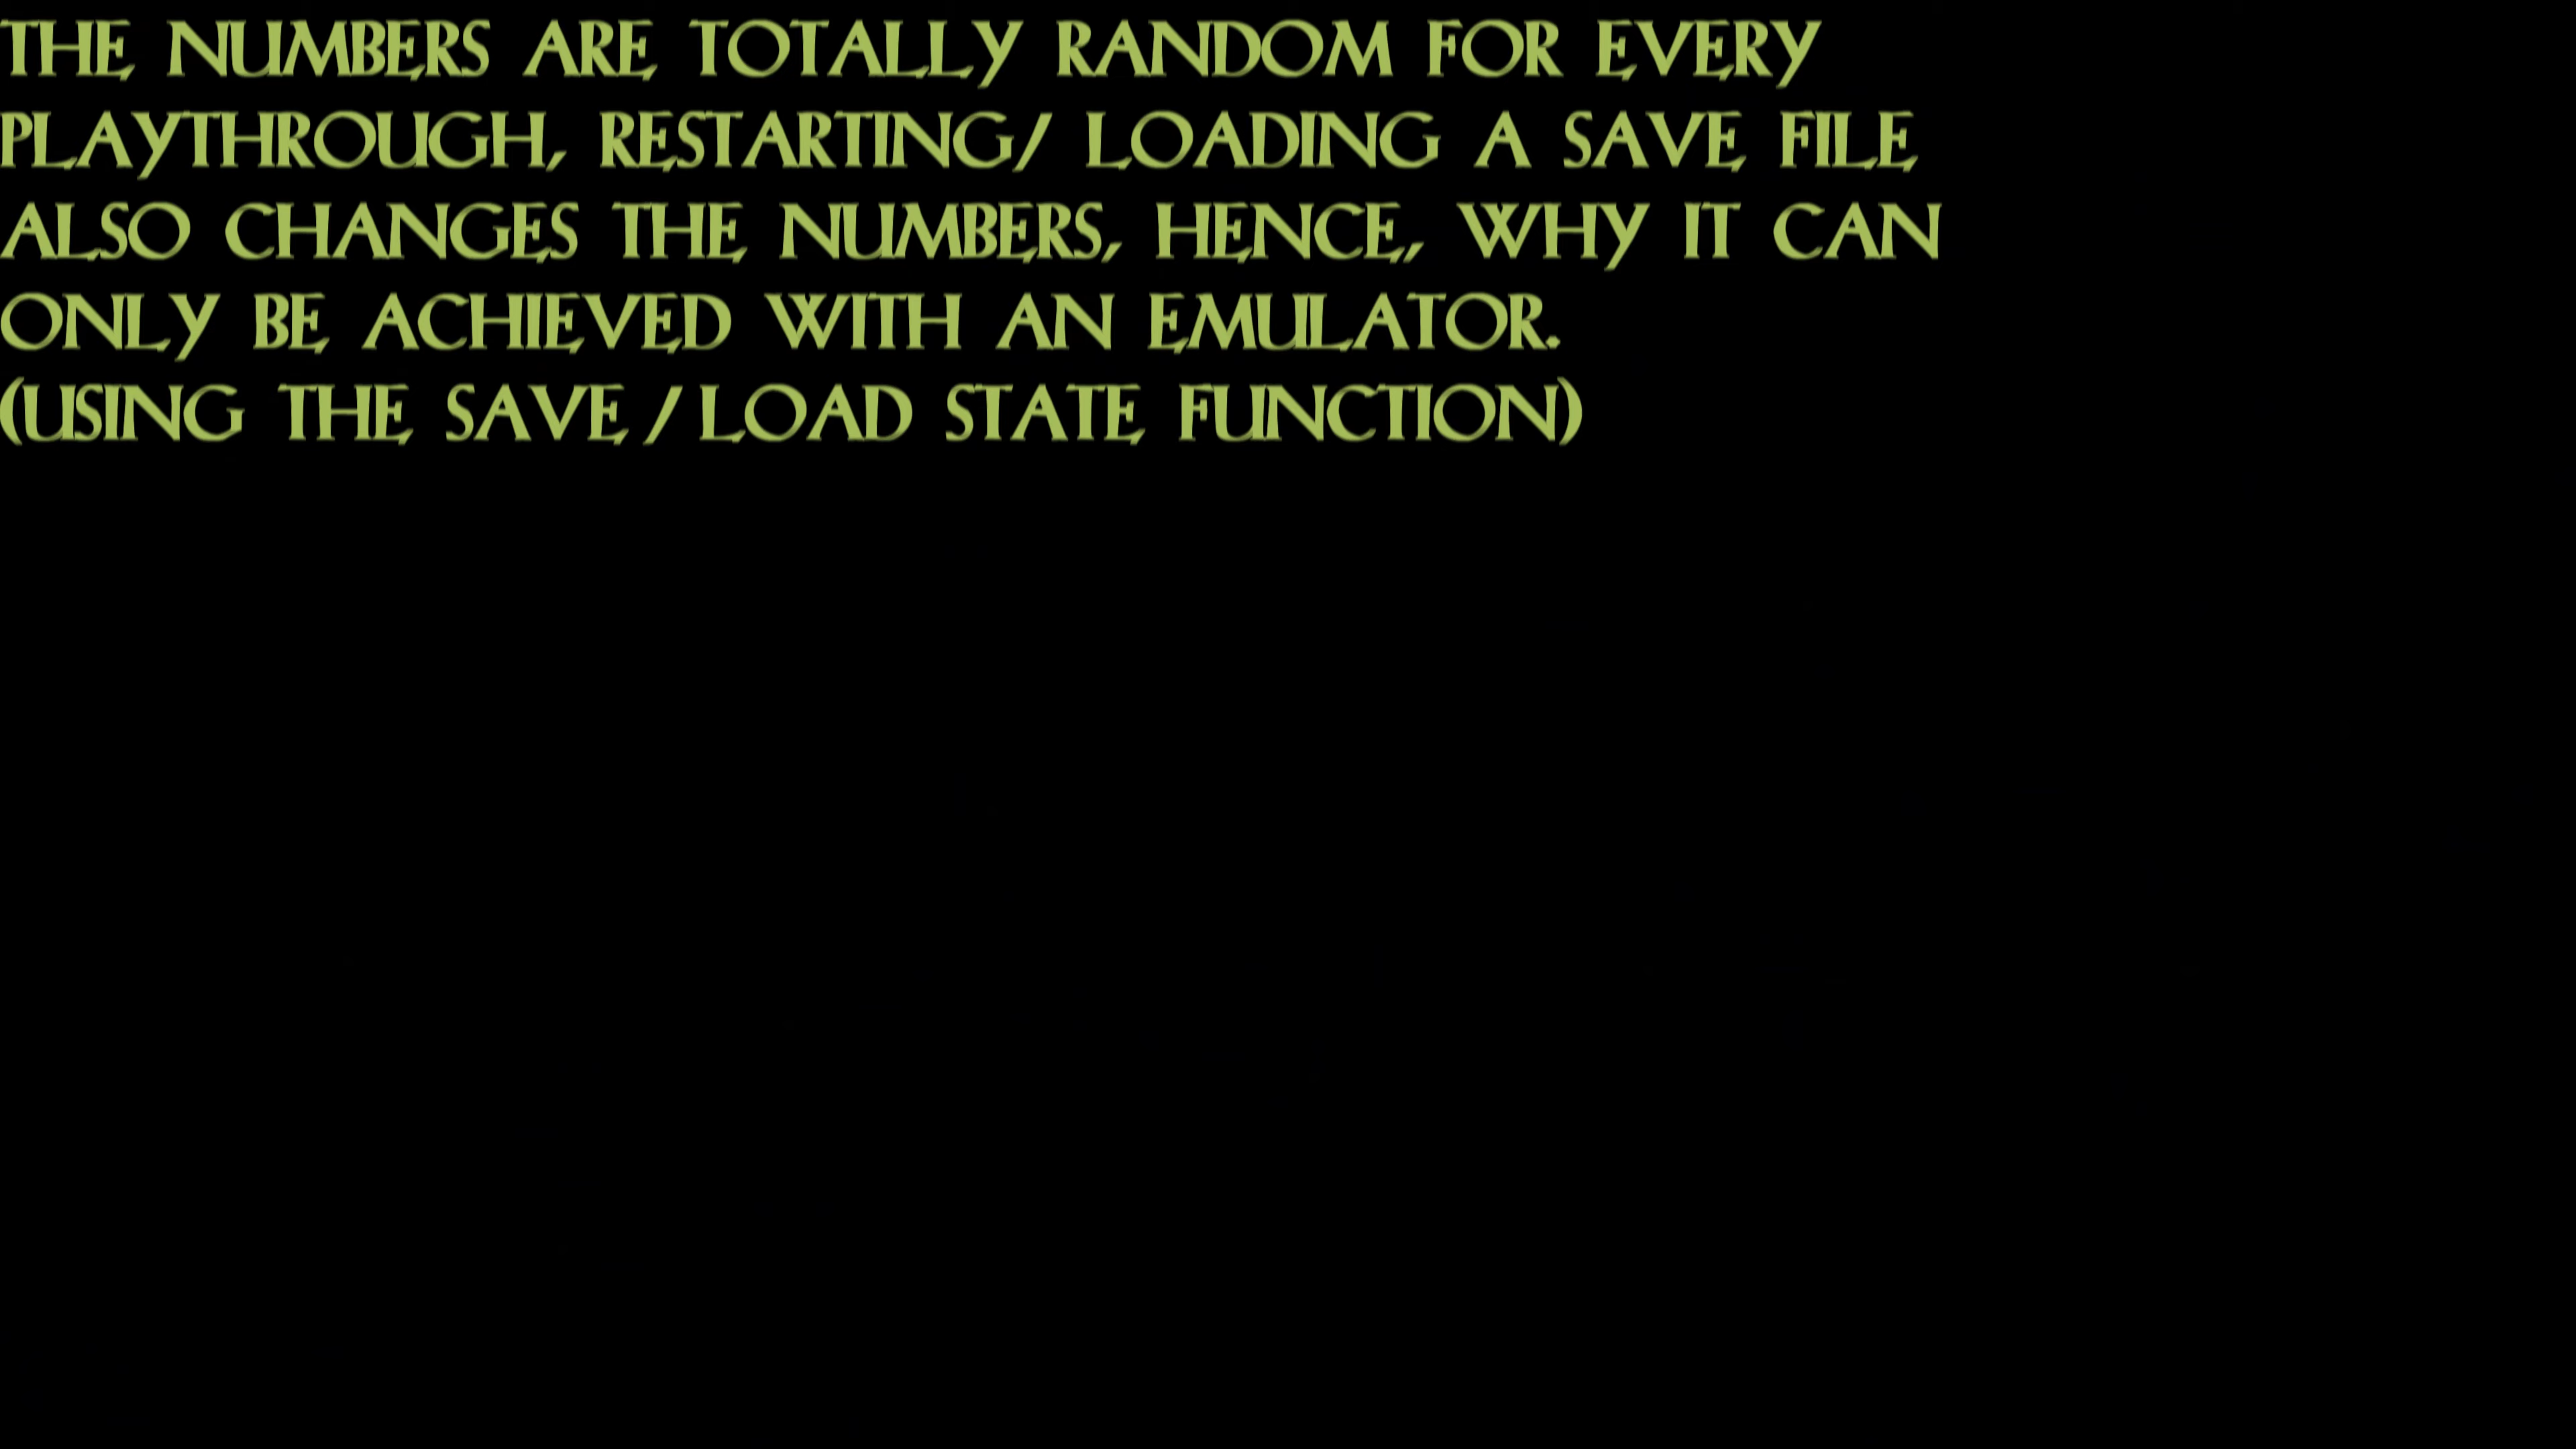 THE NUMBERS ARE TOTALLY RANDOM FOR EVERY
PLAYTHROUGH, RESTARTING/ LOADING A SAVE FILE
ALSO CHANGES THE NUMBERS, HENCE, WHY IT CAN
ONLY BE ACHIEVED WITH AN EMULATOR.
(USING THE SAVE/LOAD STATE FUNCTION)